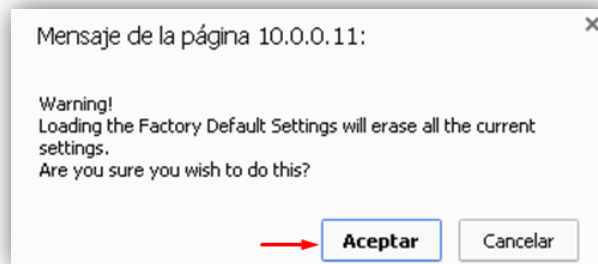 Mensaje de la página 10.0.0.11:
Warning!
Loading the Factory Default Settings will erase all the current
settings.
Are you sure you wish to do this?
Aceptar
Cancelar